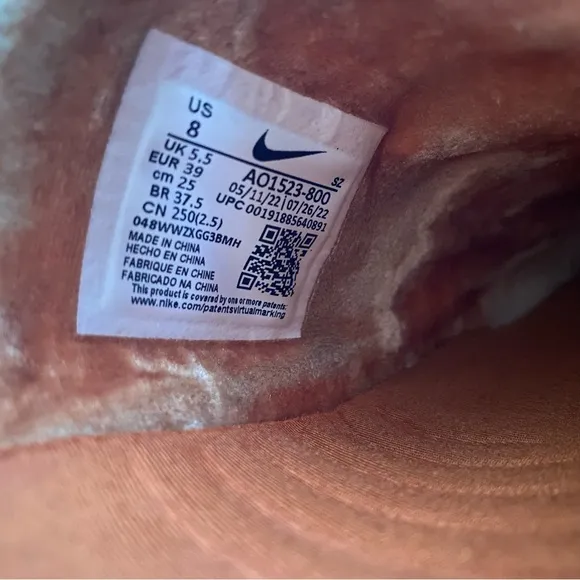 US
8
UK 5.5
EUR 39
cm 25
BR 37.5
CN 250(2.5)
SZ
AO1523-800
05/11/22 | 07/26/22
UPC 00191885640891
048WWZXGG3BMH
MADE IN CHINA
HECHO EN CHINA
FABRIQUE EN CHINE
FABRICADO NA CHINA
This product is covered by one or more patents:
www.nike.com/patentsvirtualmarking